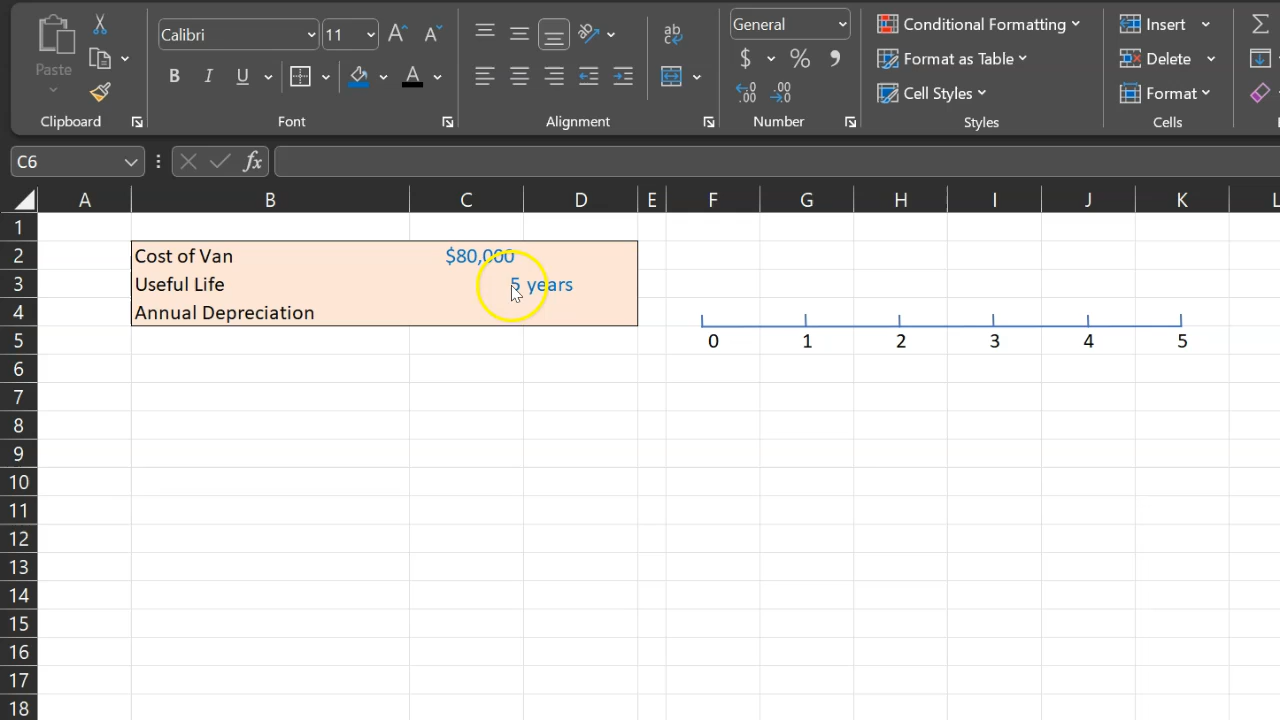 Calibri
11
General
Conditional Formatting
Insert
Paste
B I U
A
$ % ,
Format as Table
Delete
Cell Styles
Format
Clipboard
Font
Alignment
Number
Styles
Cells
C6
fx
A B C D E F G H I J K L
1
2 Cost of Van $80,000
3 Useful Life 5 years
4 Annual Depreciation
5 0 1 2 3 4 5
6
7
8
9
10
11
12
13
14
15
16
17
18